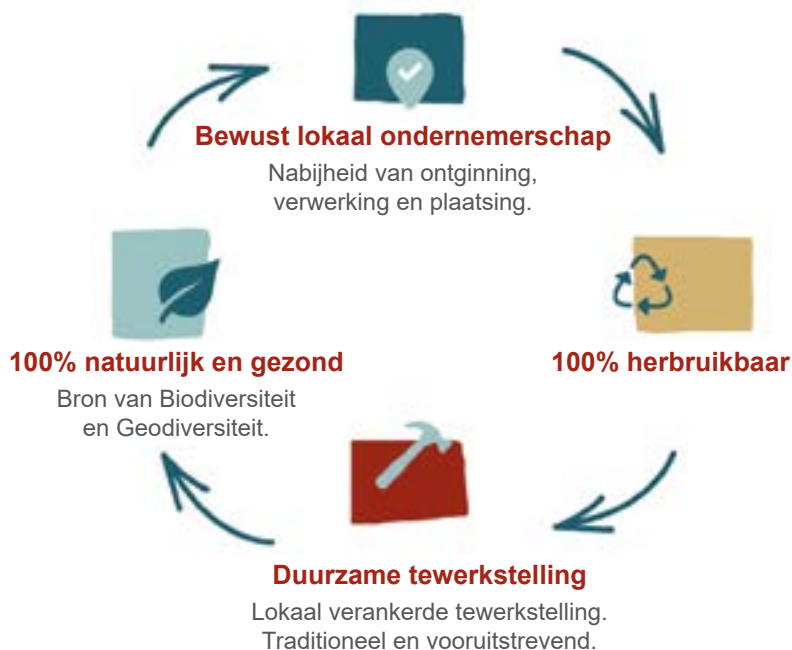 Bewust lokaal ondernemerschap
Nabijheid van ontginning,
verwerking en plaatsing.
100% natuurlijk en gezond
Bron van Biodiversiteit
en Geodiversiteit.
100% herbruikbaar
Duurzame tewerkstelling
Lokaal verankerde tewerkstelling.
Traditioneel en vooruitstrevend.